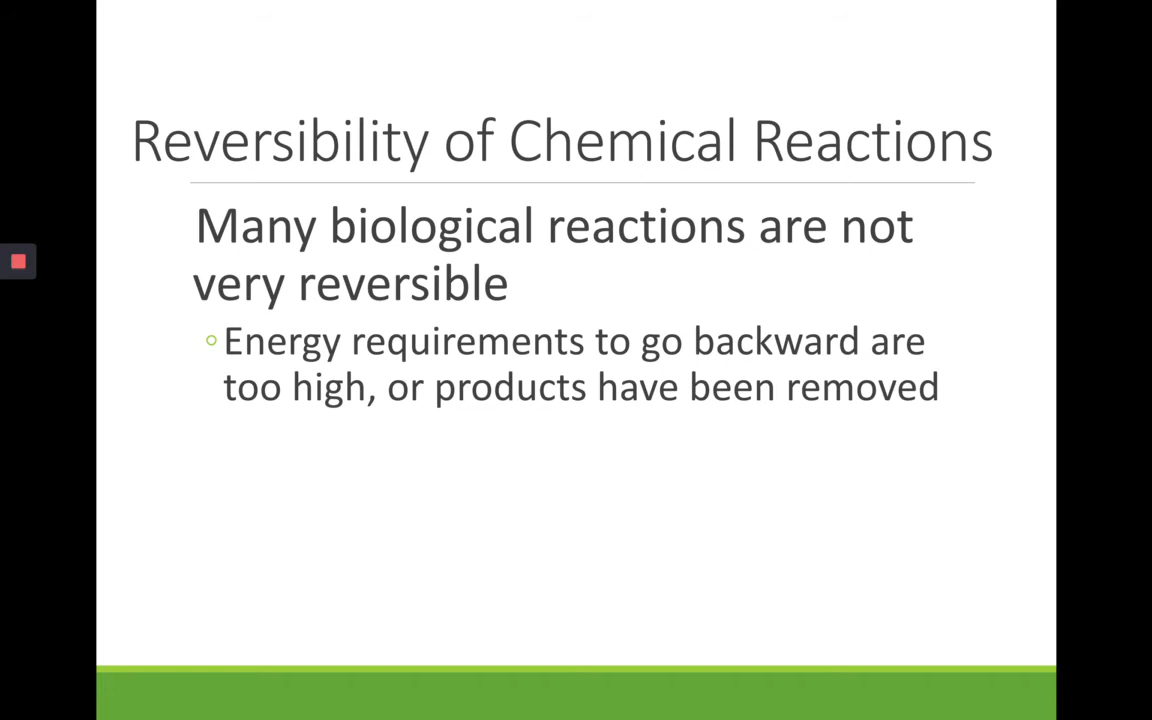 Reversibility of Chemical Reactions
Many biological reactions are not
very reversible
Energy requirements to go backward are
too high, or products have been removed